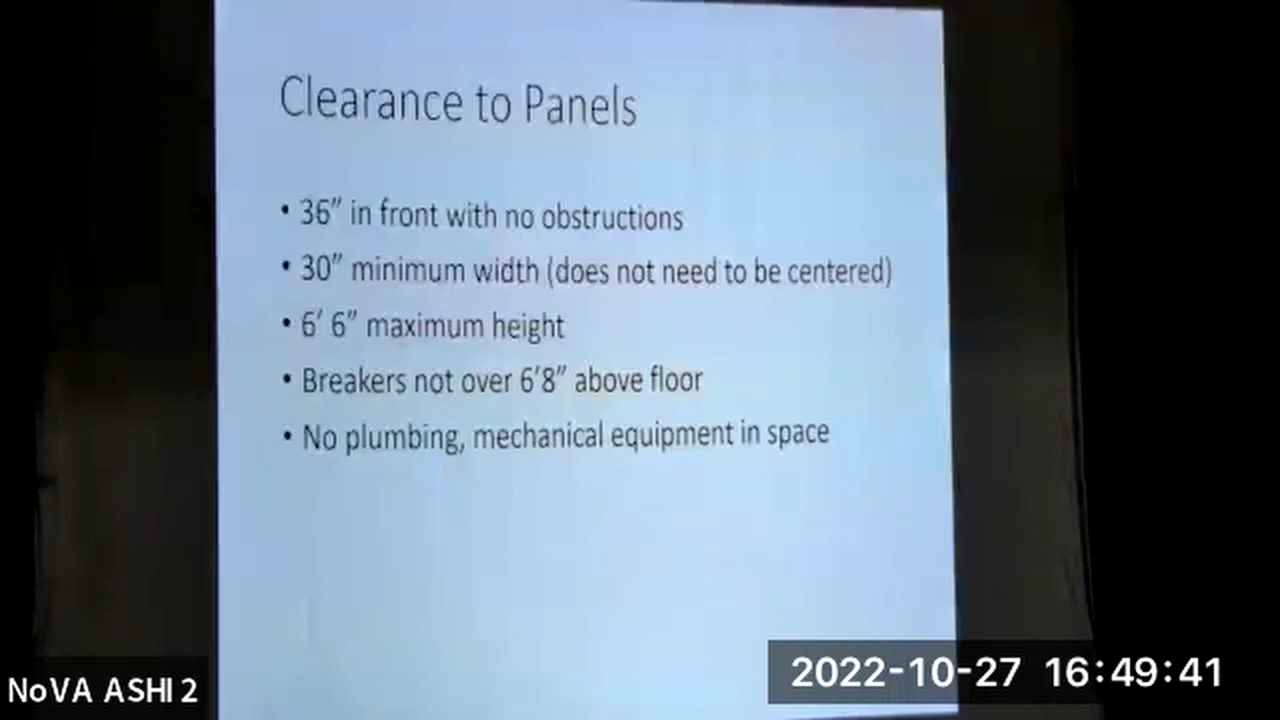 Clearance to Panels
• 36” in front with no obstructions
• 30” minimum width (does not need to be centered)
• 6’ 6” maximum height
• Breakers not over 6’8” above floor
• No plumbing, mechanical equipment in space
NoVA ASHI 2
2022-10-27 16:49:41